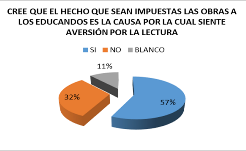 CREE QUE EL HECHO QUE SEAN IMPUESTAS LAS OBRAS A
LOS EDUCANDOS ES LA CAUSA POR LA CUAL SIENTE
AVERSIÓN POR LA LECTURA
SI NO BLANCO
11%
32%
57%